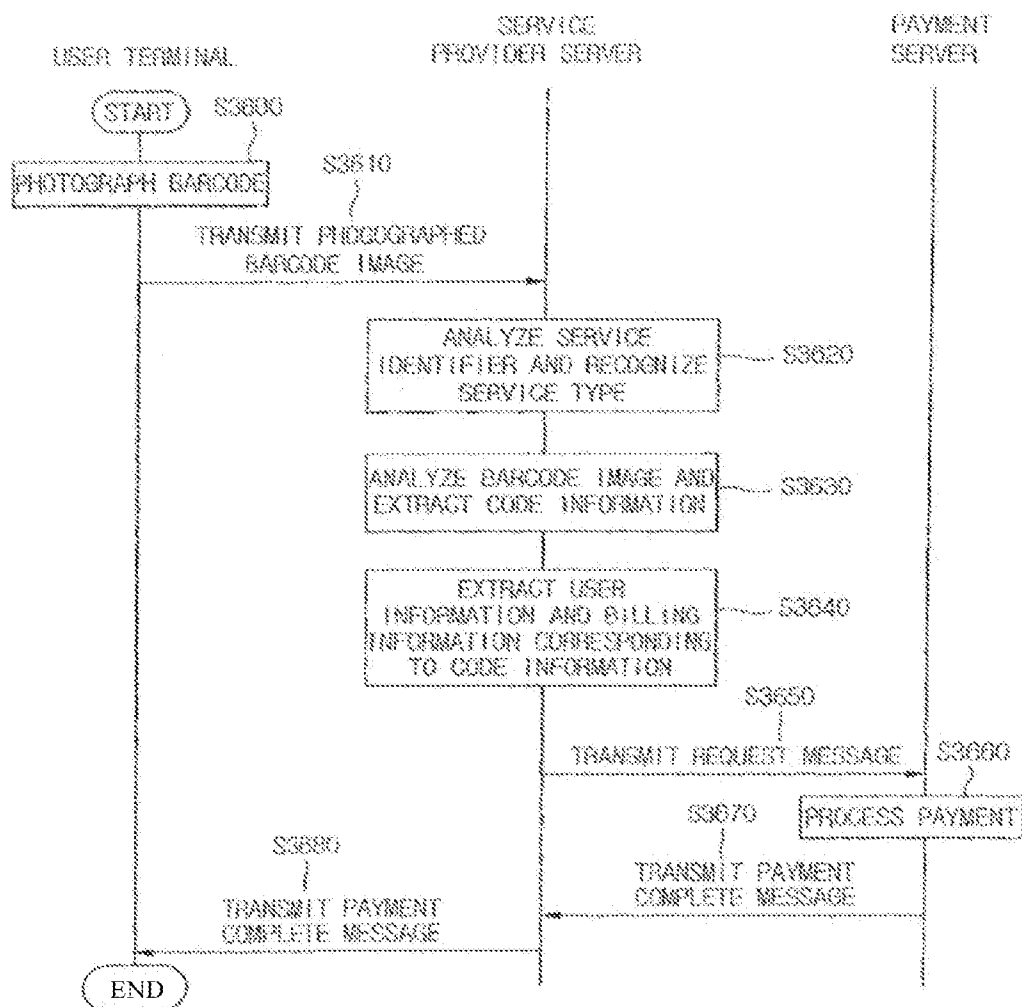 USER TERMINAL
SERVICE
PROVIDER SERVER
PAYMENT
SERVER
START
S3600
PHOTOGRAPH BARCODE
S3610
TRANSMIT PHOGOGRAPHED
BARCODE IMAGE
ANALYZE SERVICE
IDENTIFIER AND RECOGNIZE
SERVICE TYPE
S3620
ANALYZE BARCODE IMAGE AND
EXTRACT CODE INFORMATION
S3630
EXTRACT USER
INFORMATION AND BILLING
INFORMATION CORRESPONDING
TO CODE INFORMATION
S3640
S3650
TRANSMIT REQUEST MESSAGE
S3660
PROCESS PAYMENT
S3670
TRANSMIT PAYMENT
COMPLETE MESSAGE
S3680
TRANSMIT PAYMENT
COMPLETE MESSAGE
END